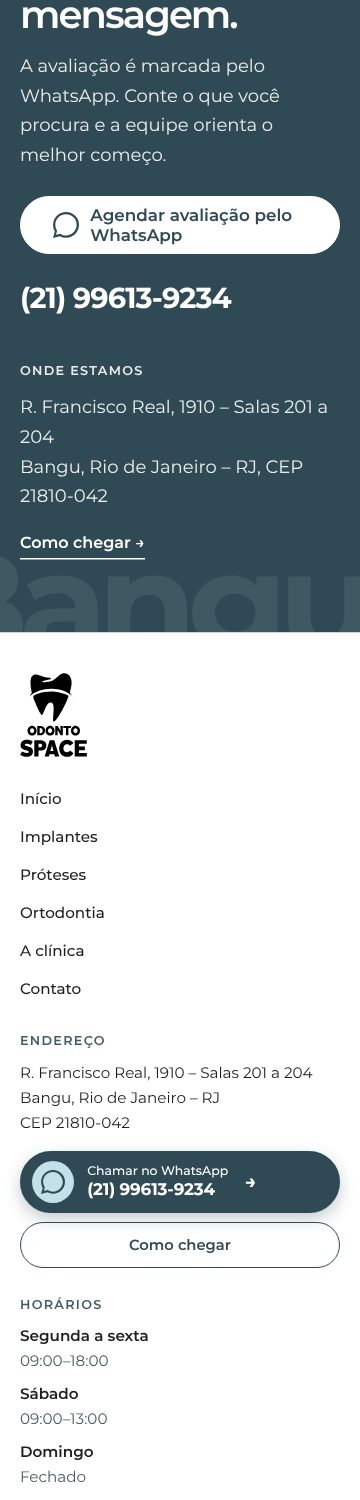 mensagem.
A avaliação é marcada pelo
WhatsApp. Conte o que você
procura e a equipe orienta o
melhor começo.
Agendar avaliação pelo
WhatsApp
(21) 99613-9234
ONDE ESTAMOS
R. Francisco Real, 1910 – Salas 201 a
204
Bangu, Rio de Janeiro – RJ, CEP
21810-042
Como chegar →
Bangu
ODONTO
SPACE
Início
Implantes
Próteses
Ortodontia
A clínica
Contato
ENDEREÇO
R. Francisco Real, 1910 – Salas 201 a 204
Bangu, Rio de Janeiro – RJ
CEP 21810-042
Chamar no WhatsApp
(21) 99613-9234 →
Como chegar
HORÁRIOS
Segunda a sexta
09:00–18:00
Sábado
09:00–13:00
Domingo
Fechado